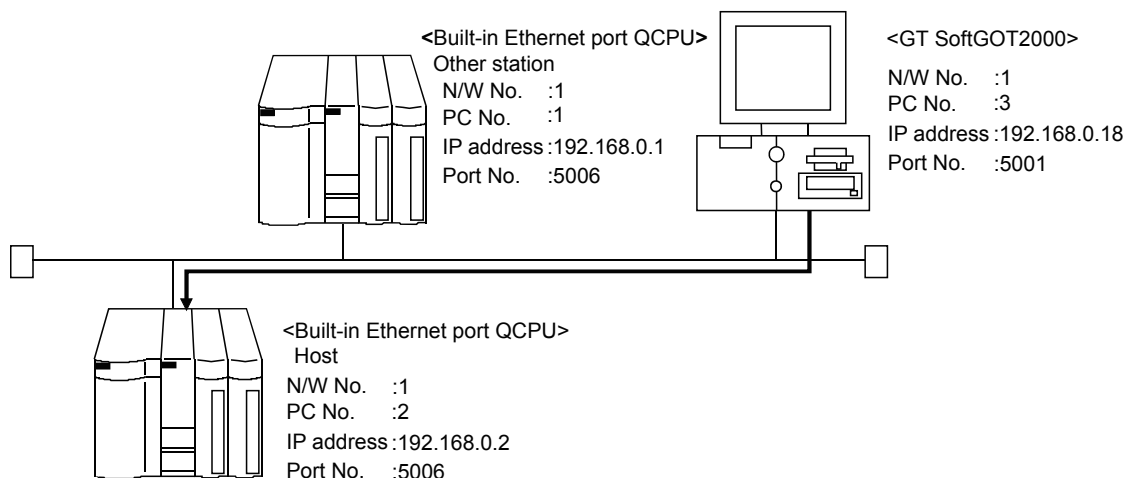 <Built-in Ethernet port QCPU>
Other station
N/W No. :1
PC No. :1
IP address :192.168.0.1
Port No. :5006
<GT SoftGOT2000>
N/W No. :1
PC No. :3
IP address :192.168.0.18
Port No. :5001
<Built-in Ethernet port QCPU>
Host
N/W No. :1
PC No. :2
IP address :192.168.0.2
Port No. :5006